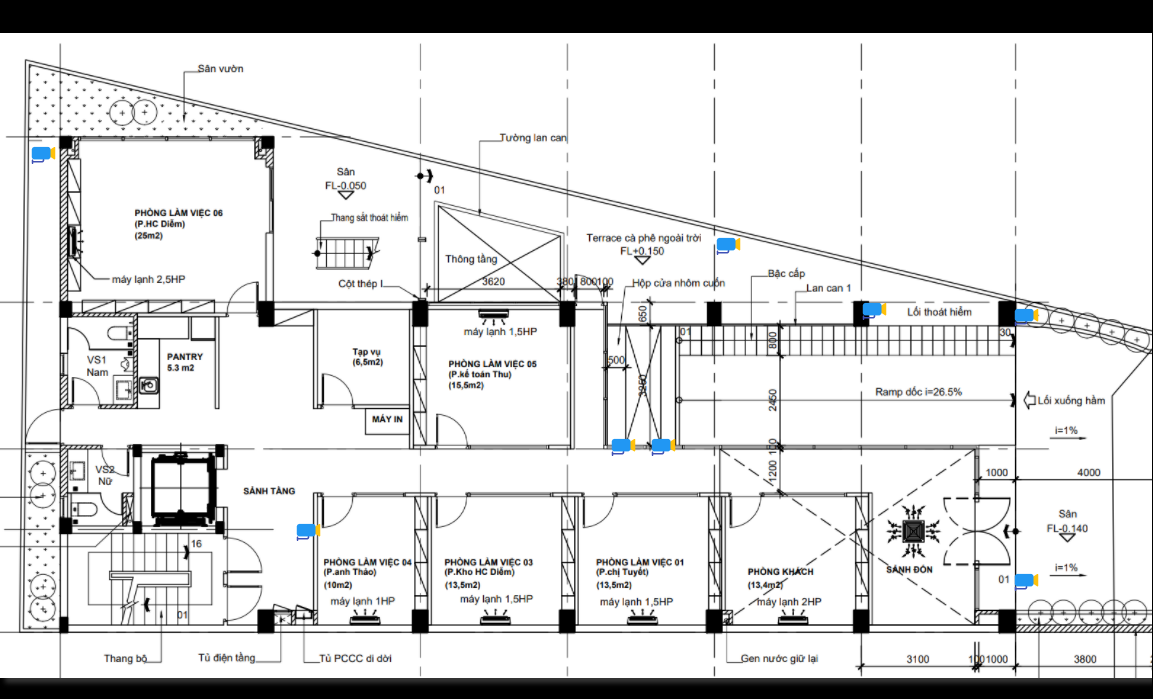 Sân vườn
Tường lan can
Sân
FL-0.050
01
Thang sắt thoát hiểm
PHÒNG LÀM VIỆC 06
(P.HC Diễm)
(25m2)
Terrace cà phê ngoài trời
FL+0.150
Thông tầng
Bậc cấp
máy lạnh 2,5HP
Cột thép I
3620
380
800
100
Hộp cửa nhôm cuốn
Lan can 1
650
Lối thoát hiểm
máy lạnh 1,5HP
01
30
800
VS1
Nam
PANTRY
5.3 m2
Tạp vụ
(6,5m2)
PHÒNG LÀM VIỆC 05
(P.kế toán Thu)
(15,5m2)
500
3250
Ramp dốc i=26.5%
2450
Lối xuống hầm
MÁY IN
i=1%
100
VS2
Nữ
1200
1000
4000
SẢNH TẦNG
Sân
FL-0.140
16
PHÒNG LÀM VIỆC 04
(P.anh Thảo)
(10m2)
PHÒNG LÀM VIỆC 03
(P.Kho HC Diễm)
(13,5m2)
PHÒNG LÀM VIỆC 01
(P.chị Tuyết)
(13,5m2)
PHÒNG KHÁCH
(13,4m2)
SẢNH ĐÓN
i=1%
01
máy lạnh 1HP
máy lạnh 1,5HP
máy lạnh 1,5HP
máy lạnh 2HP
01
Thang bộ
Tủ điện tầng
Tủ PCCC di dời
Gen nước giữ lại
3100
100
1000
3800